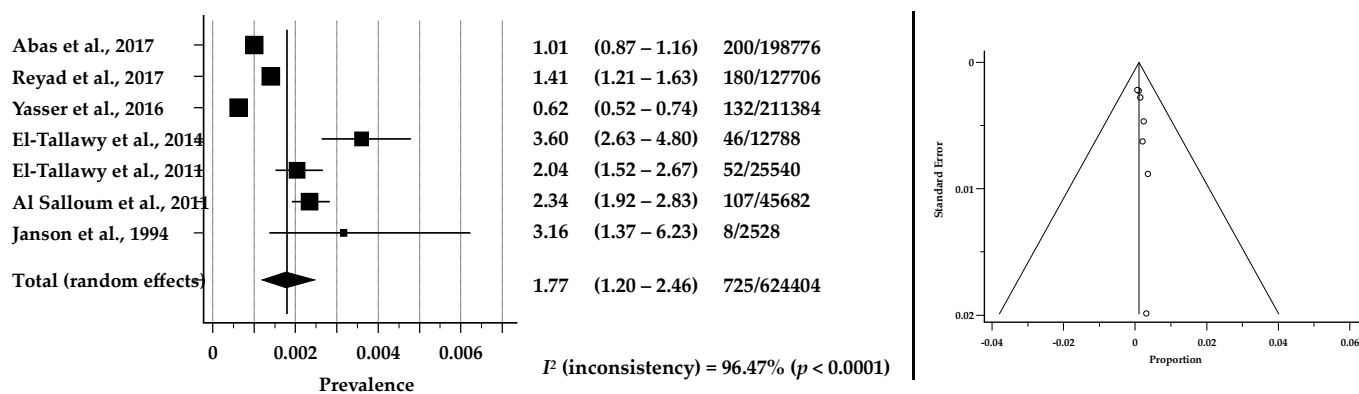 Abas et al., 2017 1.01 (0.87 – 1.16) 200/198776
Reyad et al., 2017 1.41 (1.21 – 1.63) 180/127706
Yasser et al., 2016 0.62 (0.52 – 0.74) 132/211384
El-Tallawy et al., 2014 3.60 (2.63 – 4.80) 46/12788
El-Tallawy et al., 2011 2.04 (1.52 – 2.67) 52/25540
Al Salloum et al., 2011 2.34 (1.92 – 2.83) 107/45682
Janson et al., 1994 3.16 (1.37 – 6.23) 8/2528
Total (random effects) 1.77 (1.20 – 2.46) 725/624404
0 0.002 0.004 0.006
Prevalence
I² (inconsistency) = 96.47% (p < 0.0001)
0
0.01
0.02
Standard Error
-0.04 -0.02 0 0.02 0.04 0.06
Proportion